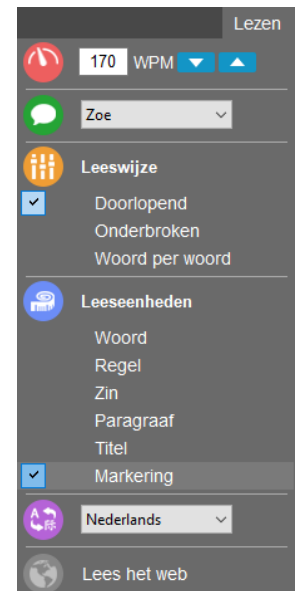 Lezen
170 WPM
Zoe
Leeswijze
Doorlopend
Onderbroken
Woord per woord
Leeseenheden
Woord
Regel
Zin
Paragraaf
Titel
Markering
Nederlands
Lees het web